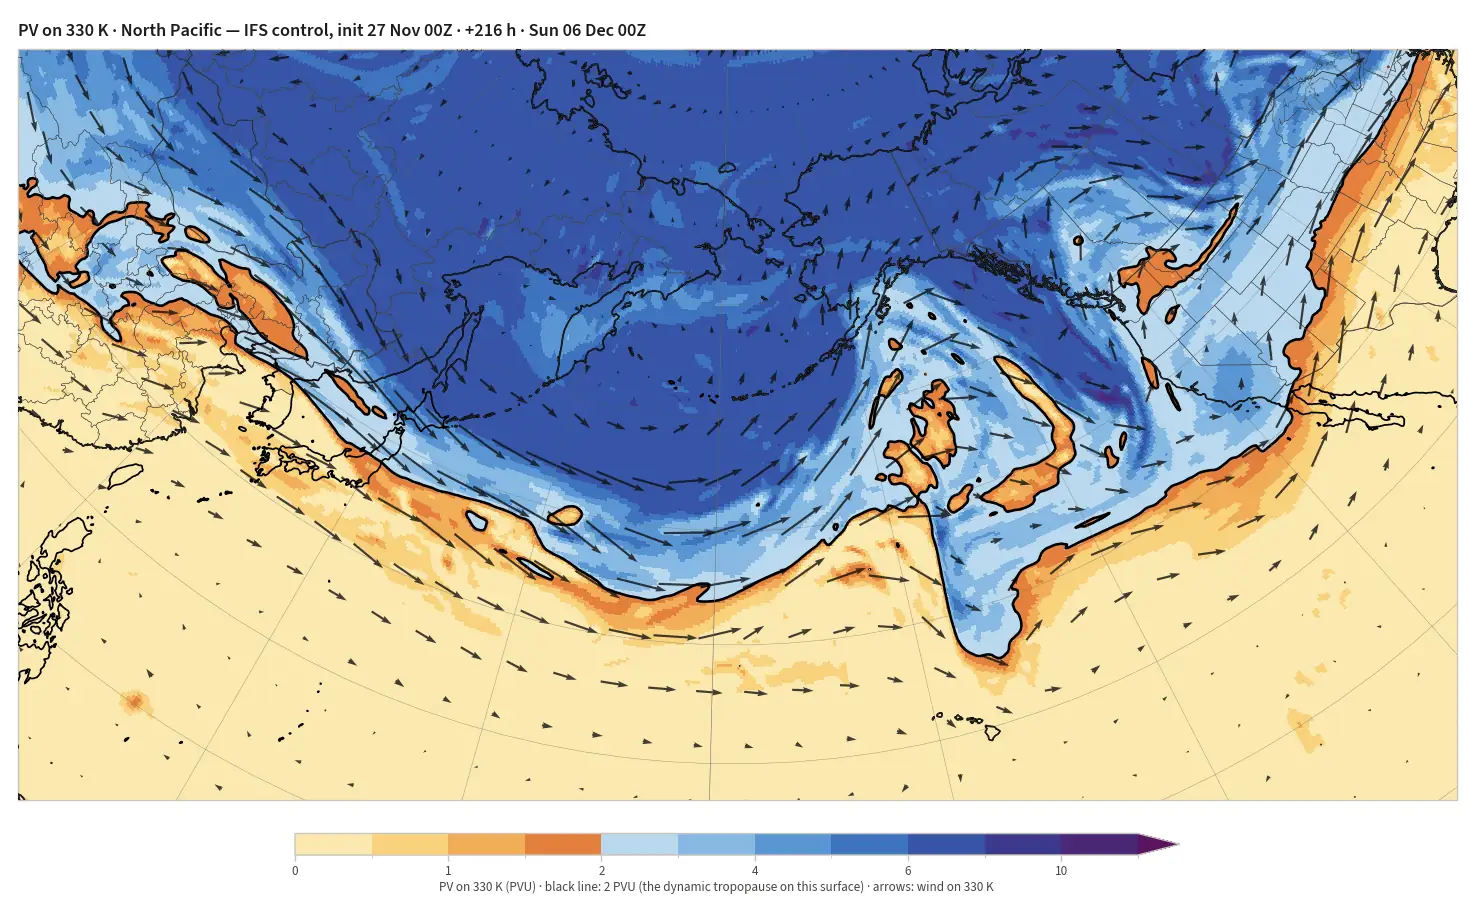 PV on 330 K · North Pacific — IFS control, init 27 Nov 00Z · +216 h · Sun 06 Dec 00Z
0 1 2 4 6 10
PV on 330 K (PVU) · black line: 2 PVU (the dynamic tropopause on this surface) · arrows: wind on 330 K